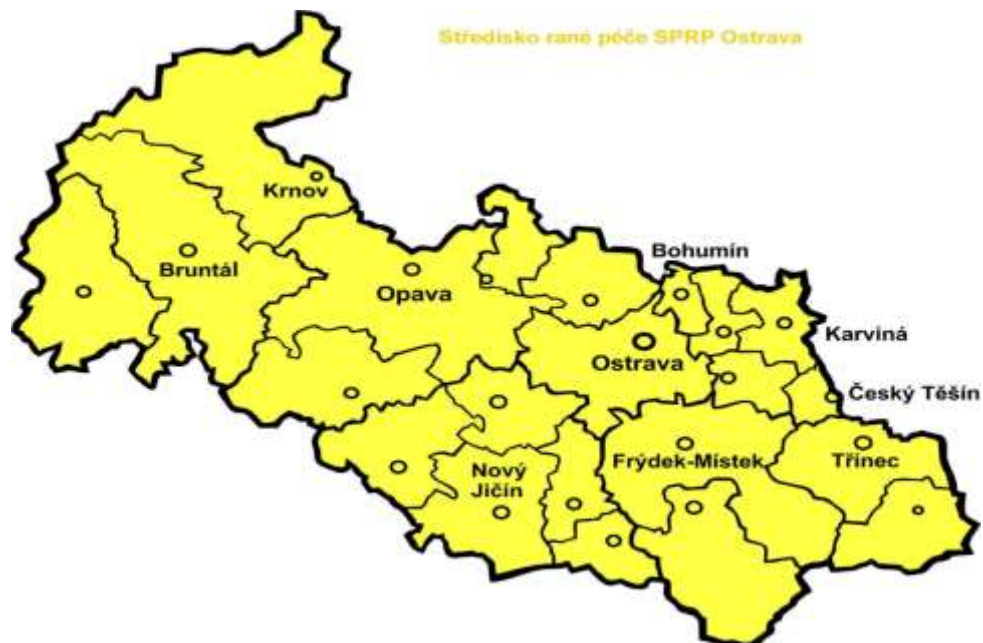 Středisko rané péče SPRP Ostrava
Krnov
Bohumín
Bruntál
Opava
Karviná
Ostrava
Český Těšín
Nový
Jičín
Frýdek-Místek
Třinec